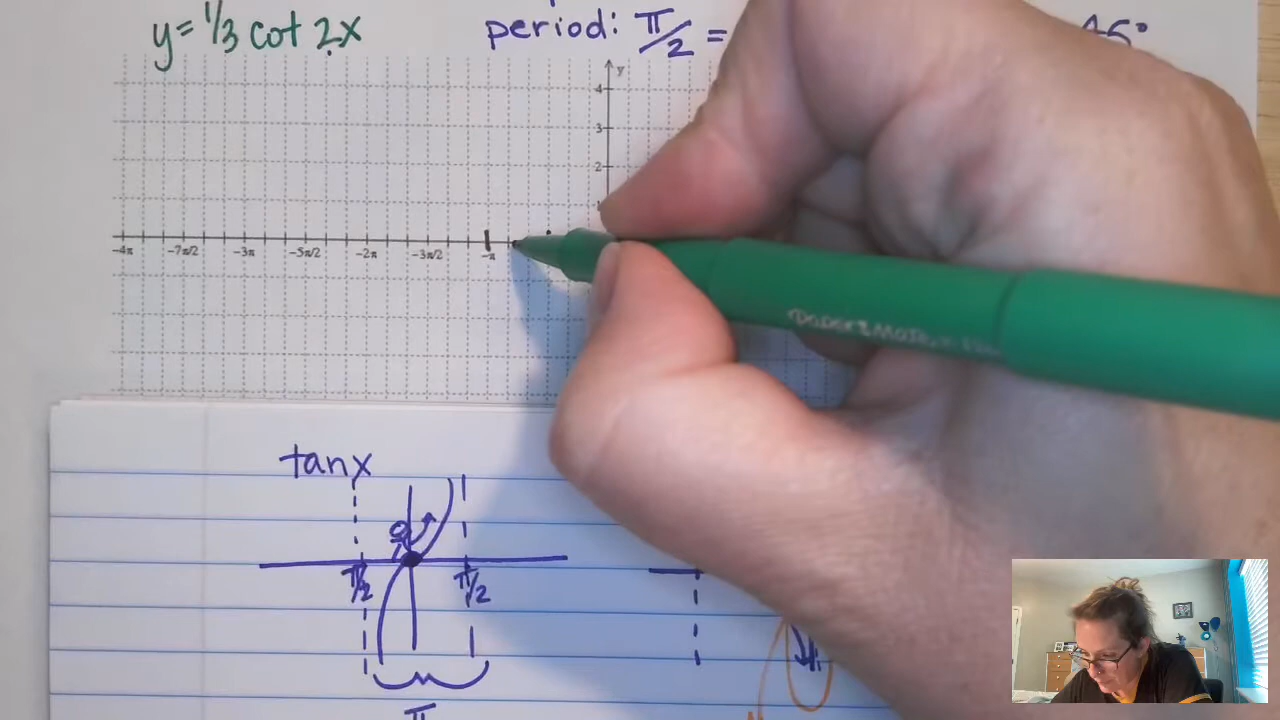 y = 1/3 cot 2x
period: π/2 =
y
4
3
2
-4π -7π/2 -3π -5π/2 -2π -3π/2 -π
tan x
π/2 π/2
π